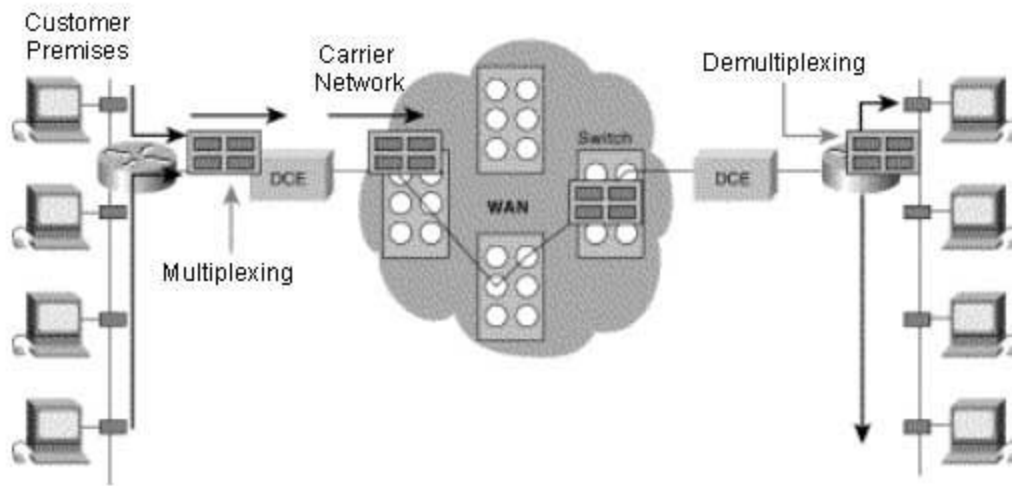 Customer
Premises
Carrier
Network
Demultiplexing
Switch
DCE
WAN
DCE
Multiplexing